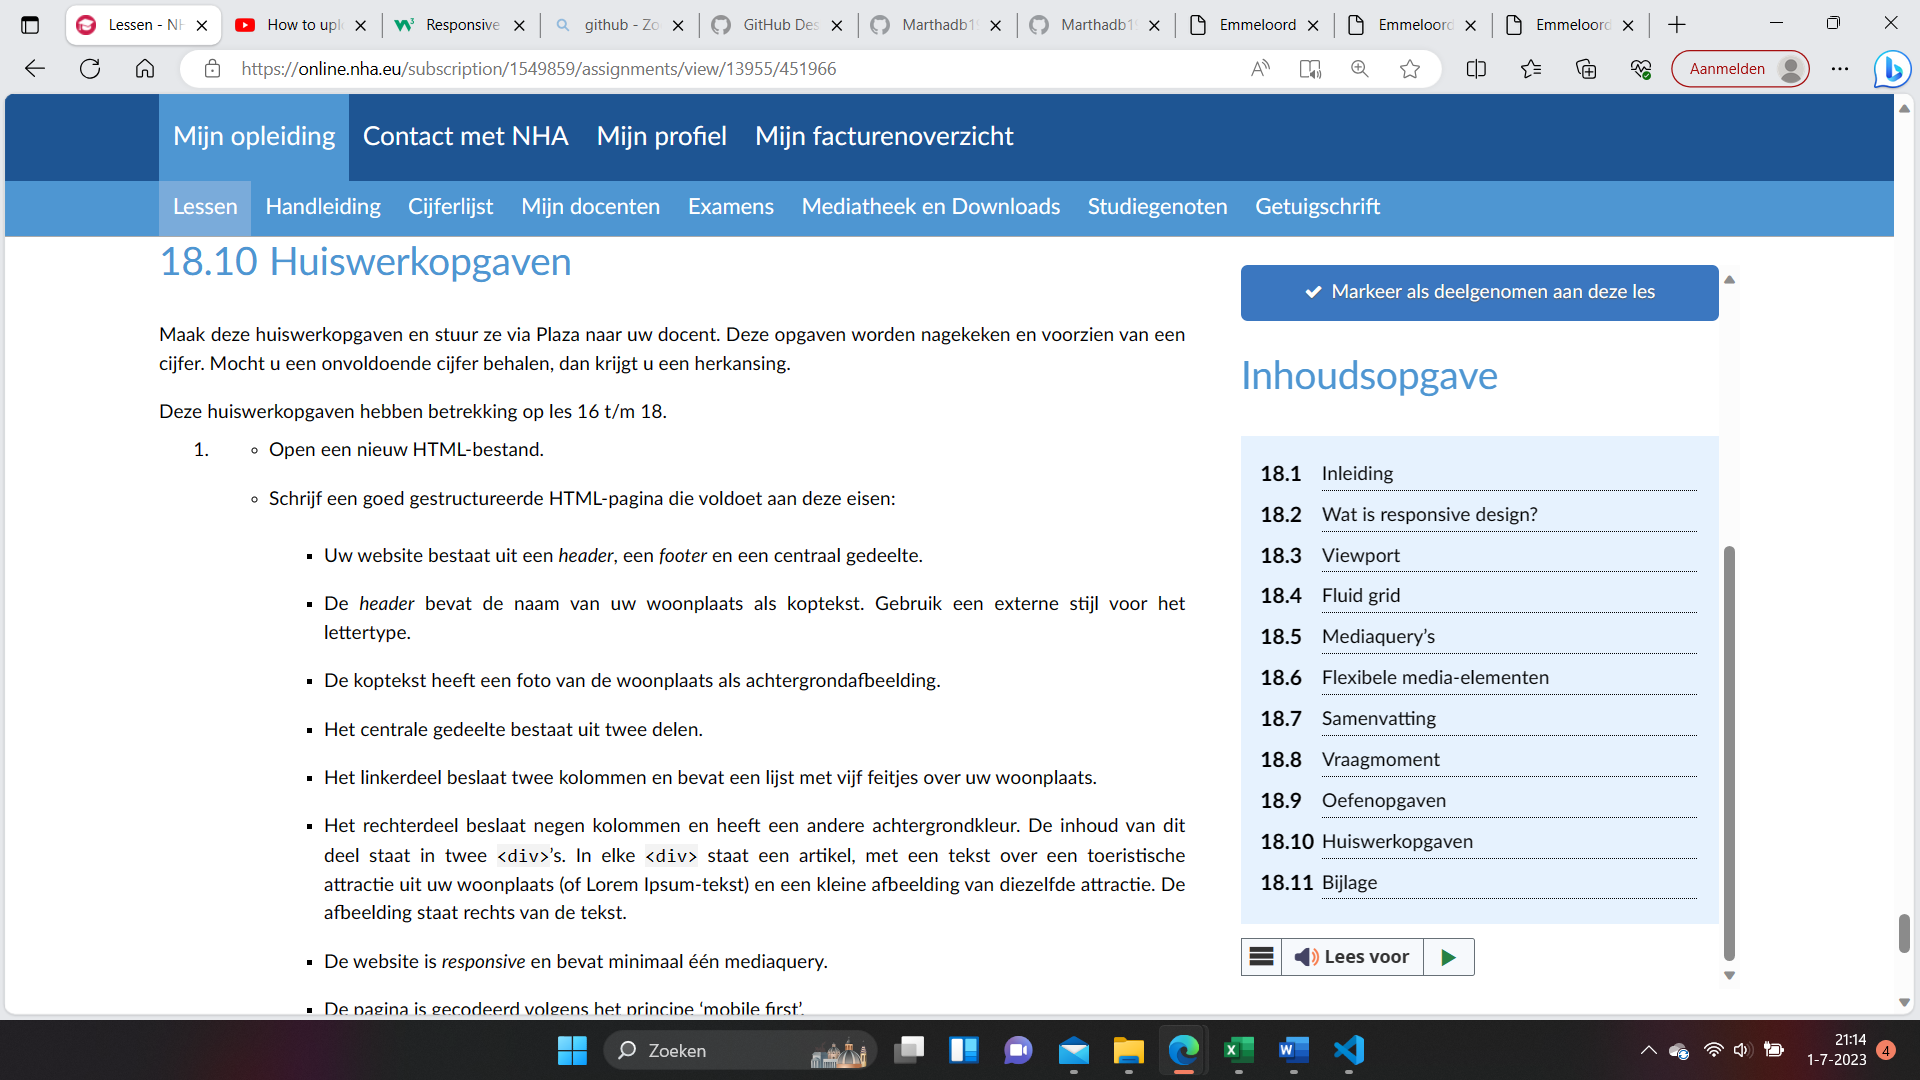 Lessen - NH
How to upl
Responsive
github - Zo
GitHub Des
Marthadb1
Marthadb1
Emmeloord
Emmeloord
Emmeloord
https://online.nha.eu/subscription/1549859/assignments/view/13955/451966
Aanmelden
Mijn opleiding Contact met NHA Mijn profiel Mijn facturenoverzicht
Lessen Handleiding Cijferlijst Mijn docenten Examens Mediatheek en Downloads Studiegenoten Getuigschrift
18.10 Huiswerkopgaven
Maak deze huiswerkopgaven en stuur ze via Plaza naar uw docent. Deze opgaven worden nagekeken en voorzien van een
cijfer. Mocht u een onvoldoende cijfer behalen, dan krijgt u een herkansing.
Deze huiswerkopgaven hebben betrekking op les 16 t/m 18.
1. ◦ Open een nieuw HTML-bestand.
◦ Schrijf een goed gestructureerde HTML-pagina die voldoet aan deze eisen:
▪ Uw website bestaat uit een header, een footer en een centraal gedeelte.
▪ De header bevat de naam van uw woonplaats als koptekst. Gebruik een externe stijl voor het
lettertype.
▪ De koptekst heeft een foto van de woonplaats als achtergrondafbeelding.
▪ Het centrale gedeelte bestaat uit twee delen.
▪ Het linkerdeel beslaat twee kolommen en bevat een lijst met vijf feitjes over uw woonplaats.
▪ Het rechterdeel beslaat negen kolommen en heeft een andere achtergrondkleur. De inhoud van dit
deel staat in twee <div>’s. In elke <div> staat een artikel, met een tekst over een toeristische
attractie uit uw woonplaats (of Lorem Ipsum-tekst) en een kleine afbeelding van diezelfde attractie. De
afbeelding staat rechts van de tekst.
▪ De website is responsive en bevat minimaal één mediaquery.
▪ De pagina is gecodeerd volgens het principe ‘mobile first’.
Markeer als deelgenomen aan deze les
Inhoudsopgave
18.1 Inleiding
18.2 Wat is responsive design?
18.3 Viewport
18.4 Fluid grid
18.5 Mediaquery’s
18.6 Flexibele media-elementen
18.7 Samenvatting
18.8 Vraagmoment
18.9 Oefenopgaven
18.10 Huiswerkopgaven
18.11 Bijlage
Lees voor
Zoeken
21:14
1-7-2023
4